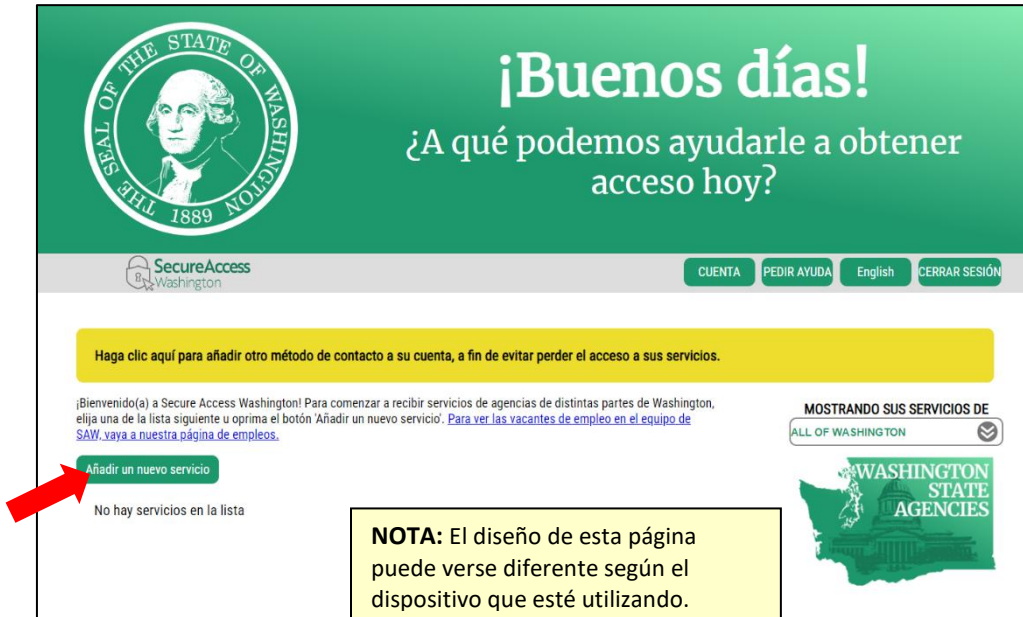 THE SEAL OF THE STATE OF WASHINGTON
1889
¡Buenos días!
¿A qué podemos ayudarle a obtener
acceso hoy?
SecureAccess
Washington
CUENTA
PEDIR AYUDA
English
CERRAR SESIÓN
Haga clic aquí para añadir otro método de contacto a su cuenta, a fin de evitar perder el acceso a sus servicios.
¡Bienvenido(a) a Secure Access Washington! Para comenzar a recibir servicios de agencias de distintas partes de Washington,
elija una de la lista siguiente u oprima el botón 'Añadir un nuevo servicio'. Para ver las vacantes de empleo en el equipo de
SAW, vaya a nuestra página de empleos.
MOSTRANDO SUS SERVICIOS DE
ALL OF WASHINGTON
Añadir un nuevo servicio
No hay servicios en la lista
WASHINGTON
STATE
AGENCIES
NOTA: El diseño de esta página
puede verse diferente según el
dispositivo que esté utilizando.